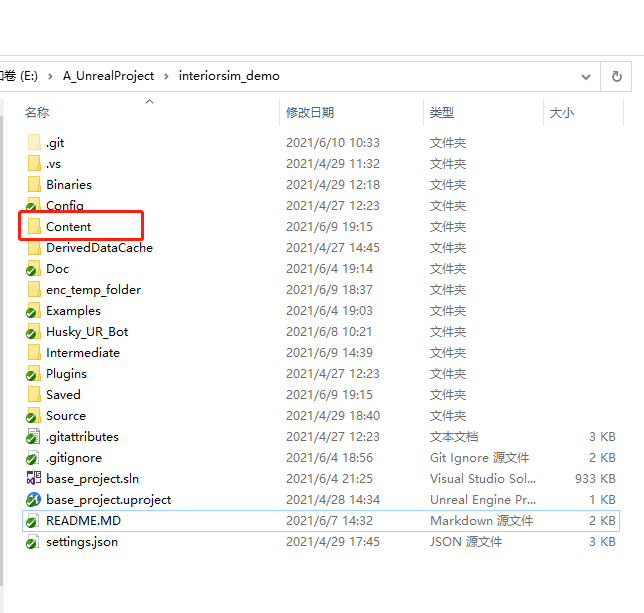 卷 (E:) › A_UnrealProject › interiorsim_demo
名称 修改日期 类型 大小
.git 2021/6/10 10:33 文件夹
.vs 2021/4/29 11:32 文件夹
Binaries 2021/4/29 12:18 文件夹
Config 2021/4/27 12:23 文件夹
Content 2021/6/9 19:15 文件夹
DerivedDataCache 2021/4/27 14:45 文件夹
Doc 2021/6/4 19:14 文件夹
enc_temp_folder 2021/6/9 18:37 文件夹
Examples 2021/6/4 19:03 文件夹
Husky_UR_Bot 2021/6/8 10:21 文件夹
Intermediate 2021/6/9 14:39 文件夹
Plugins 2021/4/27 12:23 文件夹
Saved 2021/6/9 19:15 文件夹
Source 2021/4/29 18:40 文件夹
.gitattributes 2021/4/27 12:23 文本文档 3 KB
.gitignore 2021/6/4 18:56 Git Ignore 源文件 2 KB
base_project.sln 2021/6/4 21:25 Visual Studio Sol... 933 KB
base_project.uproject 2021/4/28 14:34 Unreal Engine Pr... 1 KB
README.MD 2021/6/7 14:32 Markdown 源文件 2 KB
settings.json 2021/4/29 17:45 JSON 源文件 3 KB